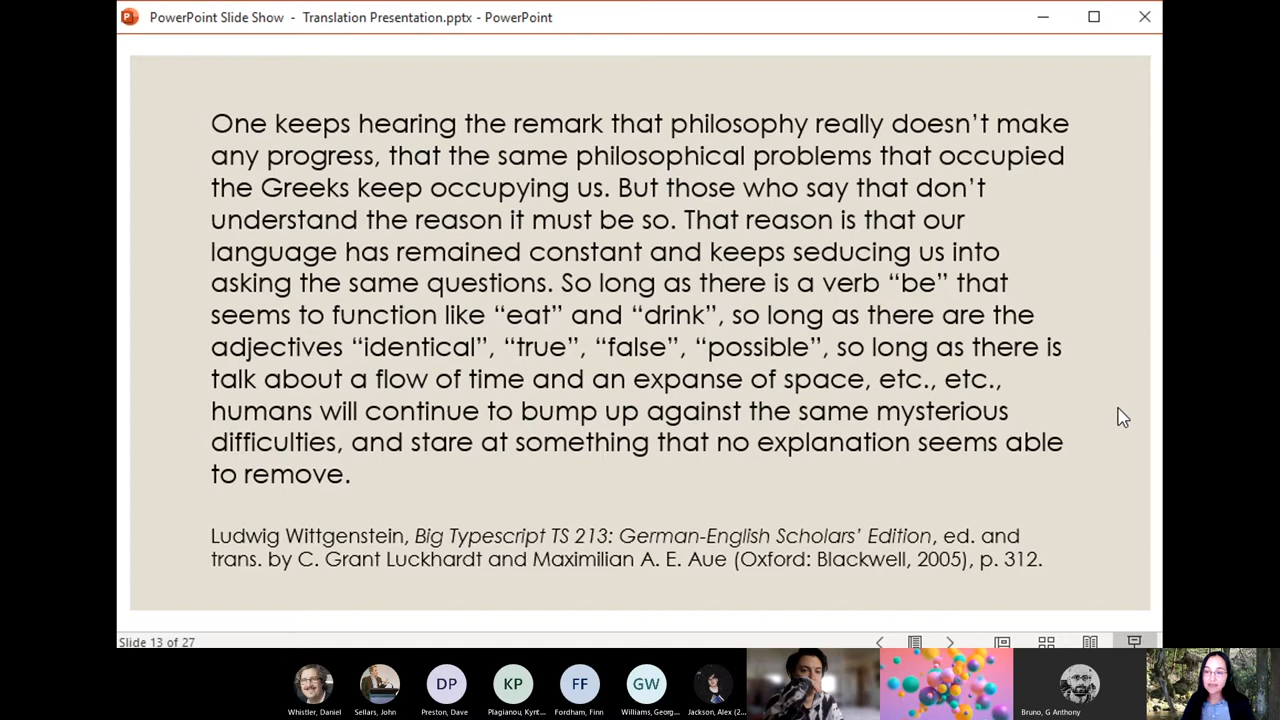 PowerPoint Slide Show - Translation Presentation.pptx - PowerPoint
One keeps hearing the remark that philosophy really doesn’t make
any progress, that the same philosophical problems that occupied
the Greeks keep occupying us. But those who say that don’t
understand the reason it must be so. That reason is that our
language has remained constant and keeps seducing us into
asking the same questions. So long as there is a verb “be” that
seems to function like “eat” and “drink”, so long as there are the
adjectives “identical”, “true”, “false”, “possible”, so long as there is
talk about a flow of time and an expanse of space, etc., etc.,
humans will continue to bump up against the same mysterious
difficulties, and stare at something that no explanation seems able
to remove.
Ludwig Wittgenstein, Big Typescript TS 213: German-English Scholars’ Edition, ed. and
trans. by C. Grant Luckhardt and Maximilian A. E. Aue (Oxford: Blackwell, 2005), p. 312.
Slide 13 of 27
DP KP FF GW
Whistler, Daniel Sellars, John Preston, Dave Plagianou, Kynt... Fordham, Finn Williams, Georg... Jackson, Alex (2... Bruno, G Anthony